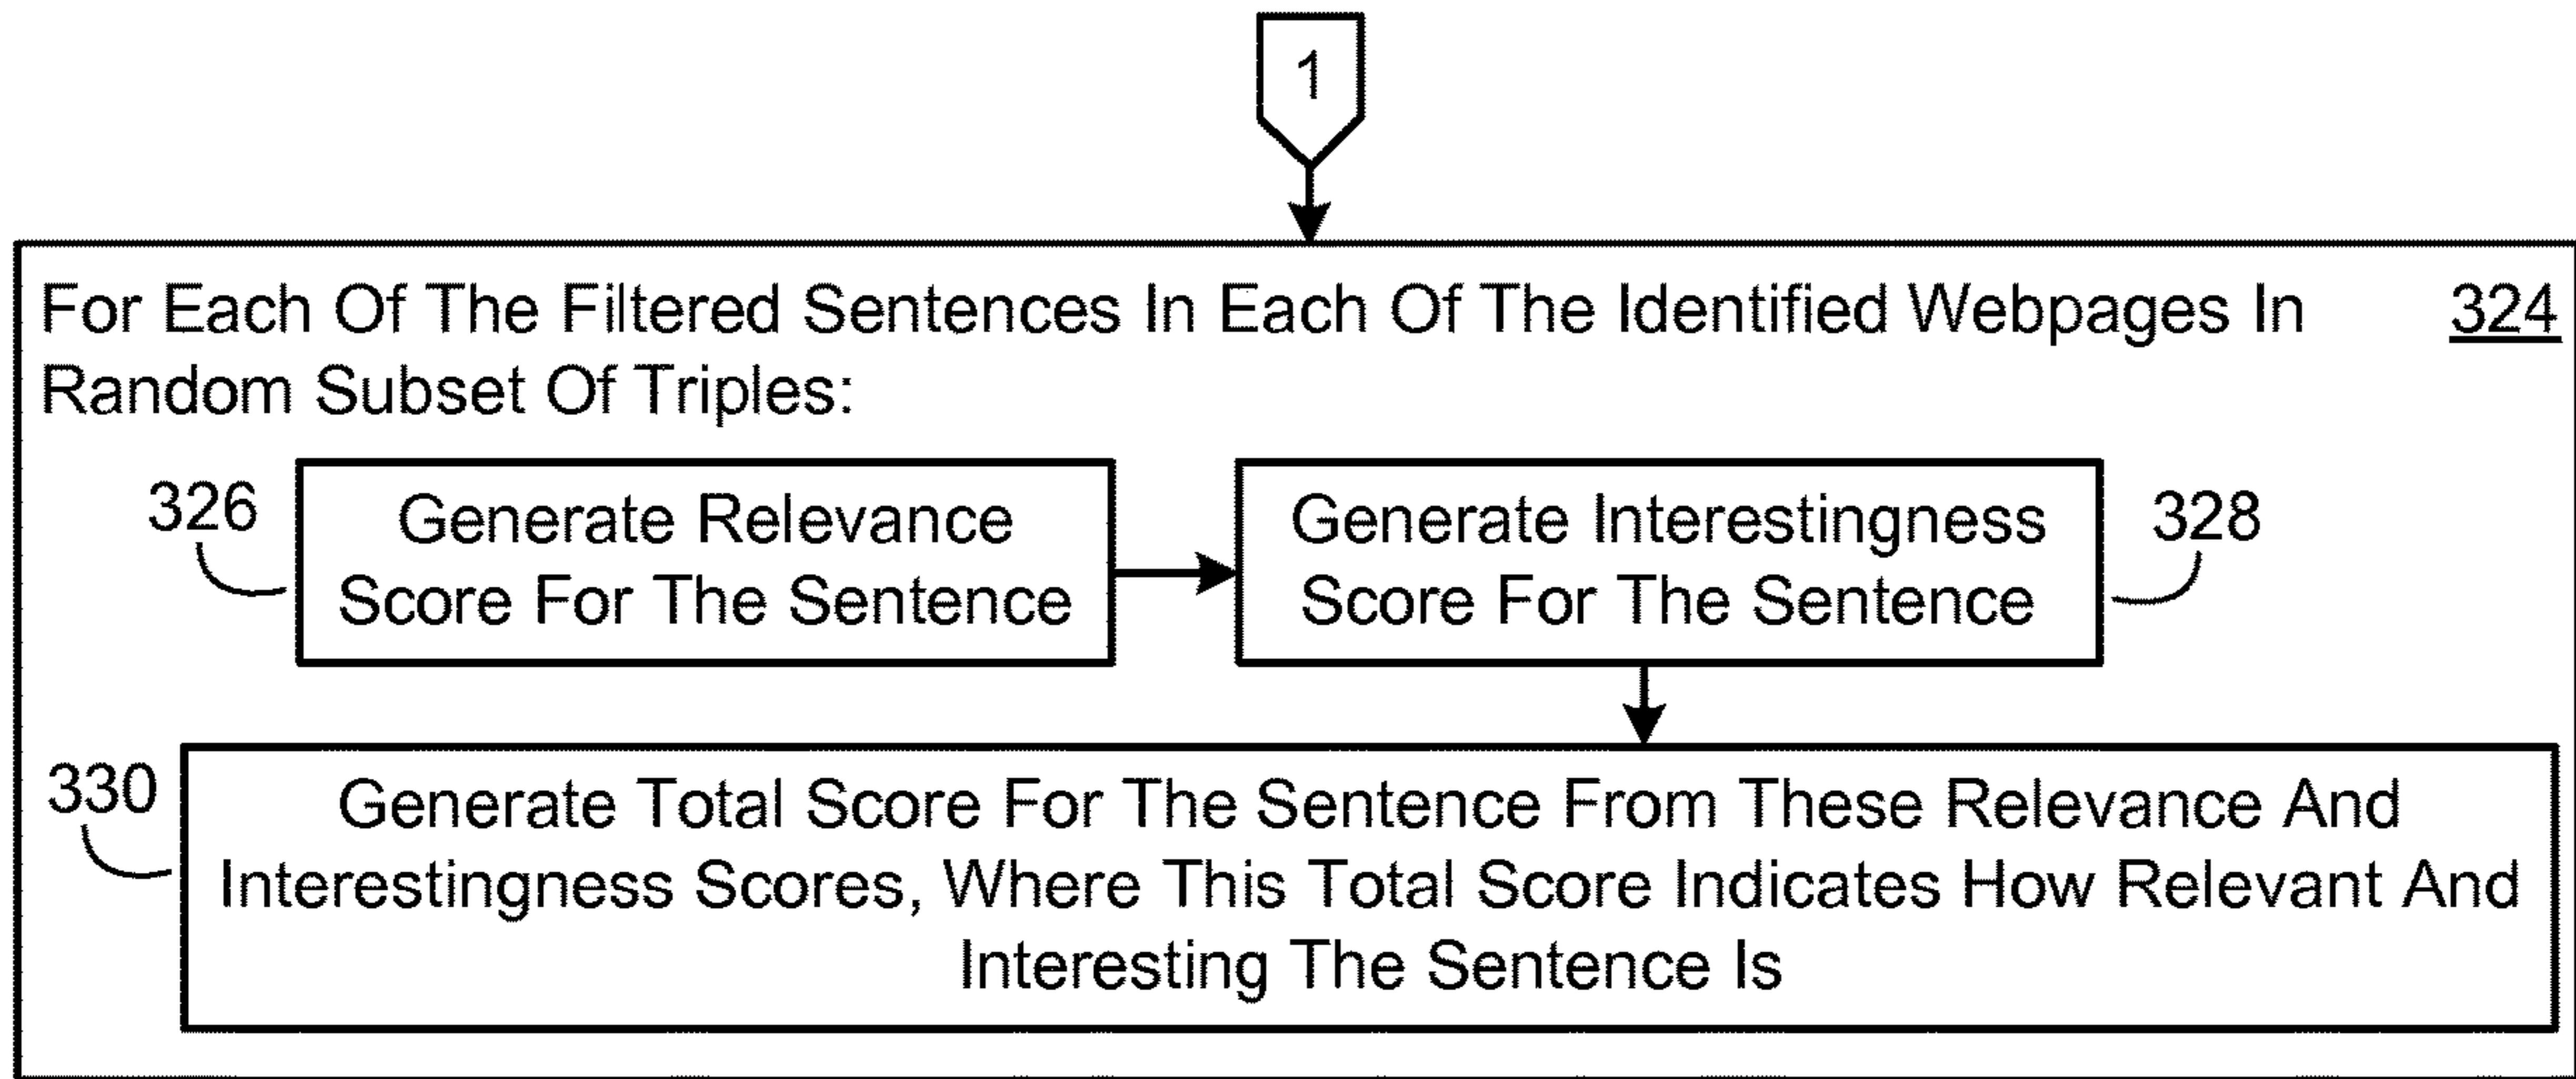 1
For Each Of The Filtered Sentences In Each Of The Identified Webpages In 324
Random Subset Of Triples:
326
Generate Relevance
Score For The Sentence
Generate Interestingness
Score For The Sentence
328
330
Generate Total Score For The Sentence From These Relevance And
Interestingness Scores, Where This Total Score Indicates How Relevant And
Interesting The Sentence Is